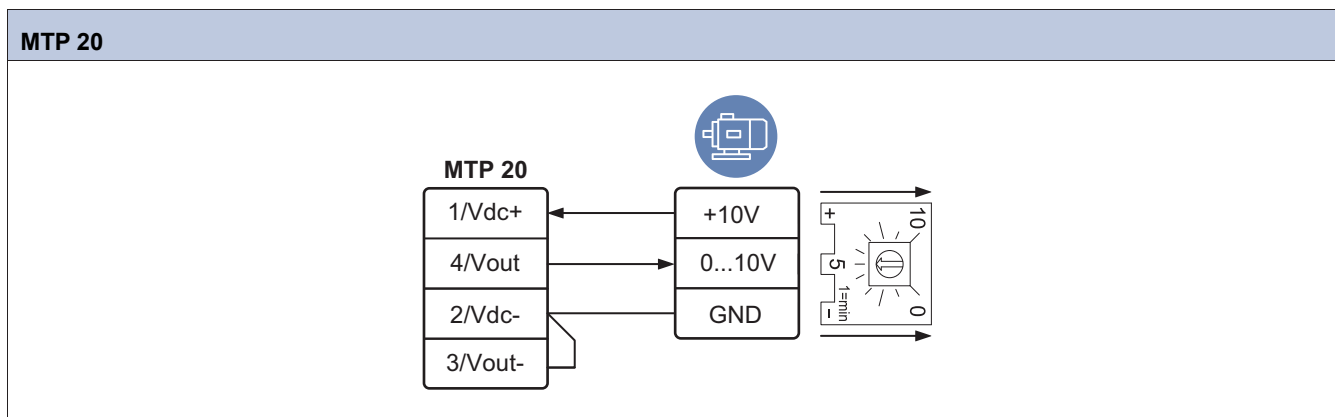 MTP 20
MTP 20
1/Vdc+
+10V
4/Vout
0...10V
2/Vdc-
GND
3/Vout-
+
10
5
1=min
-
0